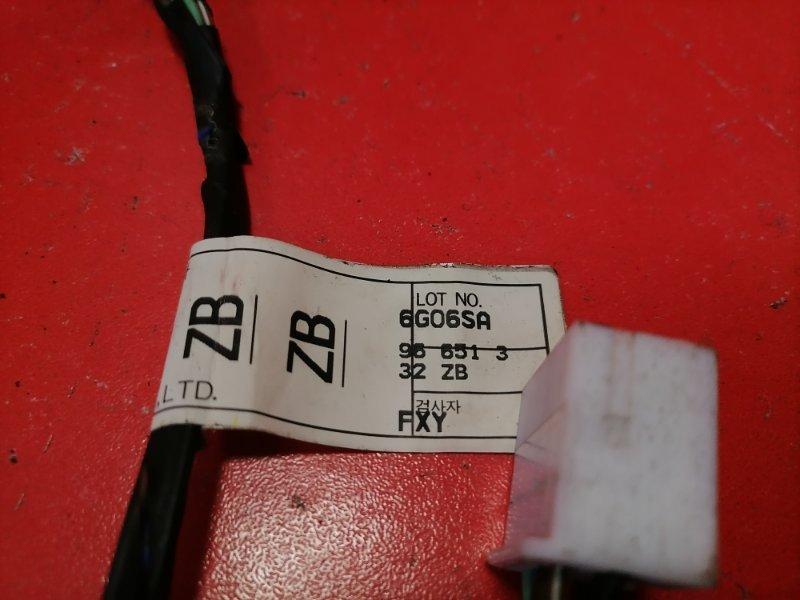 ZB
ZB
LTD.
LOT NO.
6G06SA
96 651 3
32 ZB
검사자
FXY